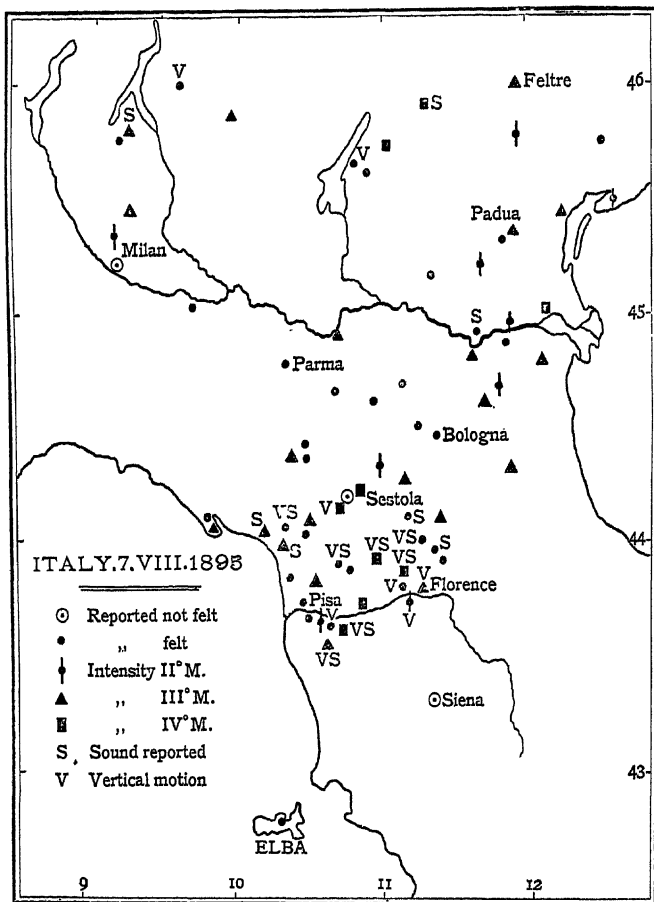 V
Feltre
46
S
S
V
Padua
Milan
45
S
Parma
Bologna
Sestola
V
VS
S
S
S
44
VS
VS
VS
S
ITALY.7.VIII.1895
V
Florence
Pisa
V
VS
V
VS
⊙ Reported not felt
● „ felt
Intensity II° M.
▲ „ III° M.
„ IV° M.
S Sound reported
V Vertical motion
Siena
43
ELBA
9 10 11 12